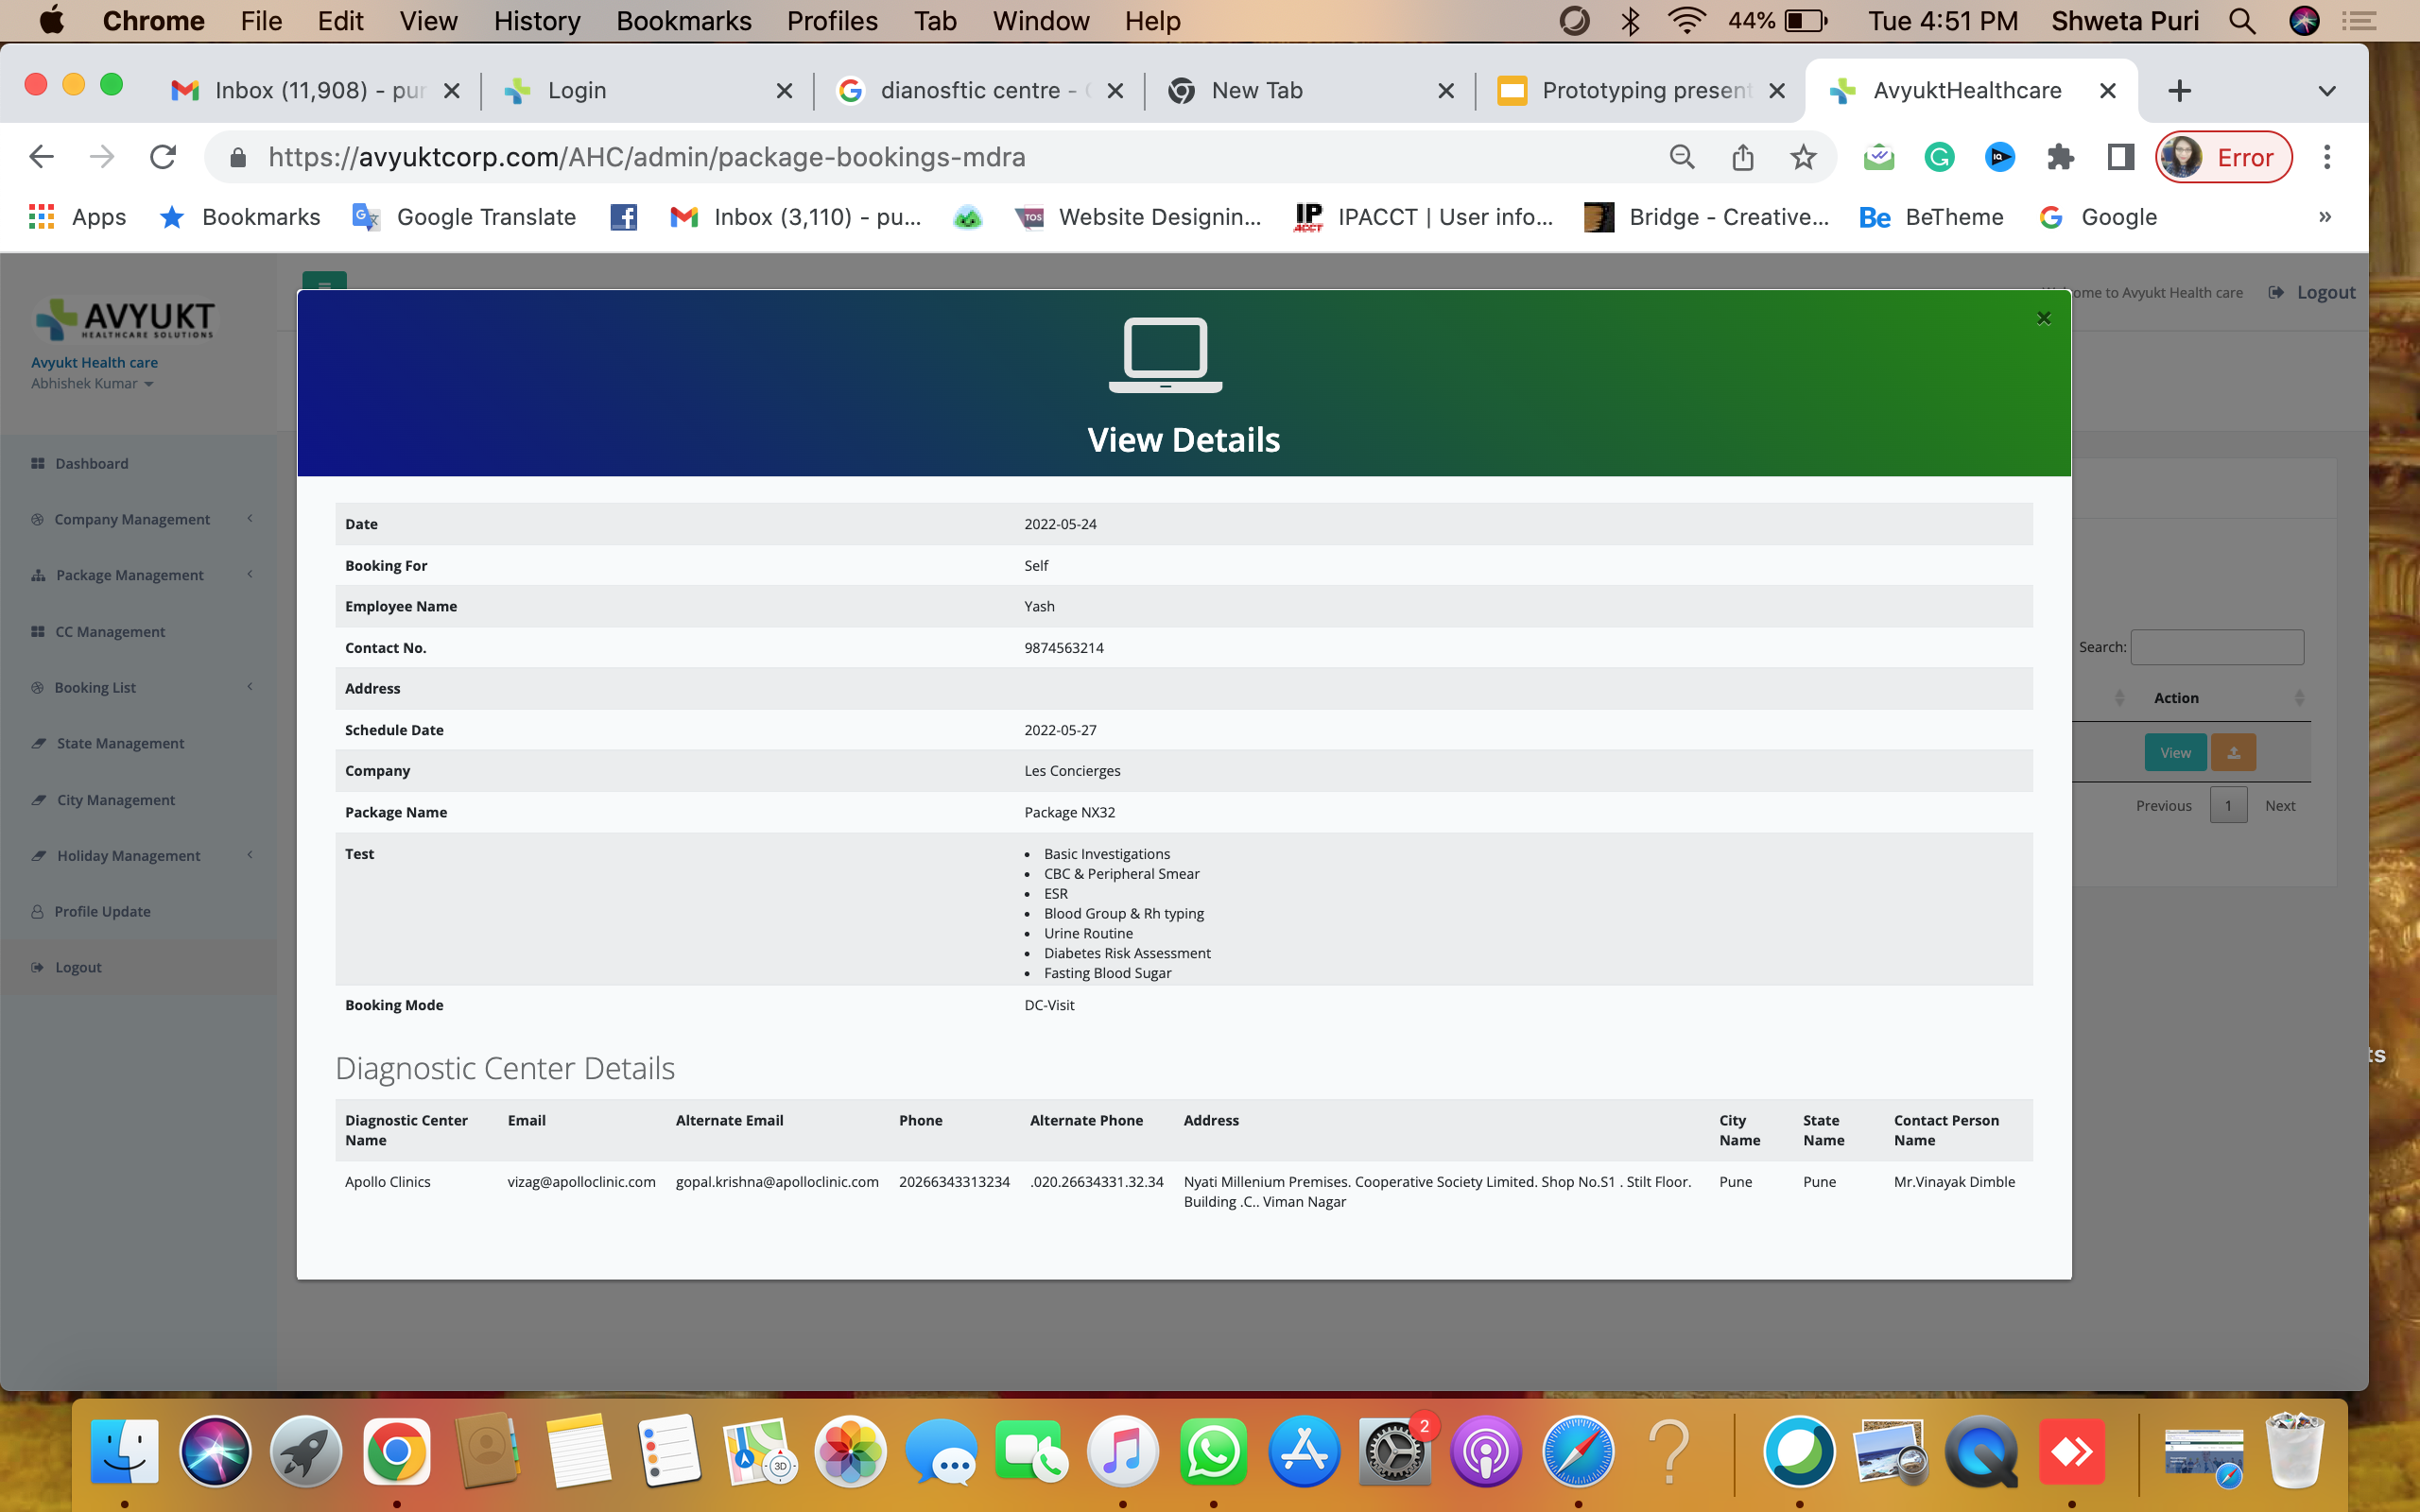 Chrome File Edit View History Bookmarks Profiles Tab Window Help 44% Tue 4:51 PM Shweta Puri
Inbox (11,908) - pur Login dianosftic centre - New Tab Prototyping present AvyuktHealthcare
https://avyuktcorp.com/AHC/admin/package-bookings-mdra Error
Apps Bookmarks Google Translate Inbox (3,110) - pu... TOS Website Designin... IP ACCT IPACCT | User info... Bridge - Creative... Be BeTheme Google »
AVYUKT
HEALTHCARE SOLUTIONS
Avyukt Health care
Abhishek Kumar
Dashboard
Company Management
Package Management
CC Management
Booking List
State Management
City Management
Holiday Management
Profile Update
Logout
ome to Avyukt Health care Logout
View Details
Date 2022-05-24
Booking For Self
Employee Name Yash
Contact No. 9874563214
Address
Schedule Date 2022-05-27
Company Les Concierges
Package Name Package NX32
Test
• Basic Investigations
• CBC & Peripheral Smear
• ESR
• Blood Group & Rh typing
• Urine Routine
• Diabetes Risk Assessment
• Fasting Blood Sugar
Booking Mode DC-Visit
Diagnostic Center Details
Diagnostic Center Name Email Alternate Email Phone Alternate Phone Address City Name State Name Contact Person Name
Apollo Clinics vizag@apolloclinic.com gopal.krishna@apolloclinic.com 20266343313234 .020.26634331.32.34 Nyati Millenium Premises. Cooperative Society Limited. Shop No.S1 . Stilt Floor. Pune Pune Mr.Vinayak Dimble
Building .C.. Viman Nagar
Search:
Action
View
Previous 1 Next
ts
3D
2